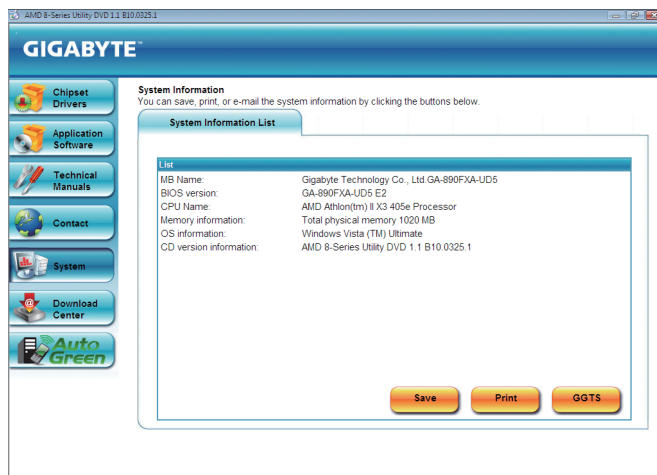 AMD 8-Series Utility DVD 1.1 B10.0325.1
GIGABYTE™
Chipset
Drivers
Application
Software
Technical
Manuals
Contact
System
Download
Center
Auto
Green
System Information
You can save, print, or e-mail the system information by clicking the buttons below.
System Information List
List
MB Name: Gigabyte Technology Co., Ltd.GA-890FXA-UD5
BIOS version: GA-890FXA-UD5 E2
CPU Name: AMD Athlon(tm) II X3 405e Processor
Memory information: Total physical memory 1020 MB
OS information: Windows Vista (TM) Ultimate
CD version information: AMD 8-Series Utility DVD 1.1 B10.0325.1
Save Print GGTS